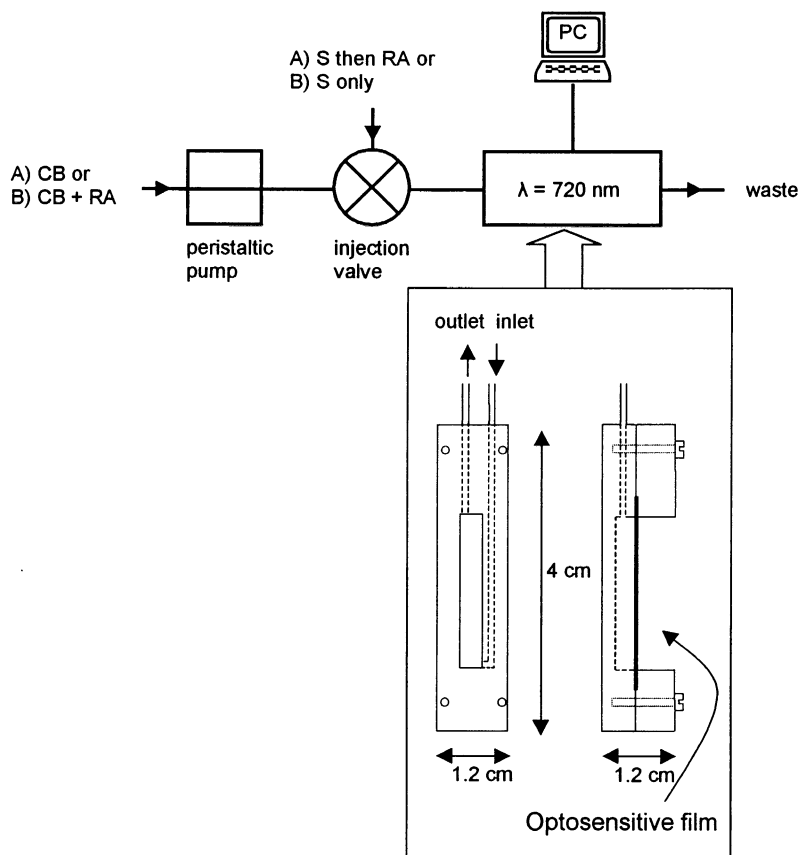 PC
A) S then RA or
B) S only
A) CB or
B) CB + RA
λ = 720 nm
waste
peristaltic
pump
injection
valve
outlet inlet
4 cm
1.2 cm
1.2 cm
Optosensitive film